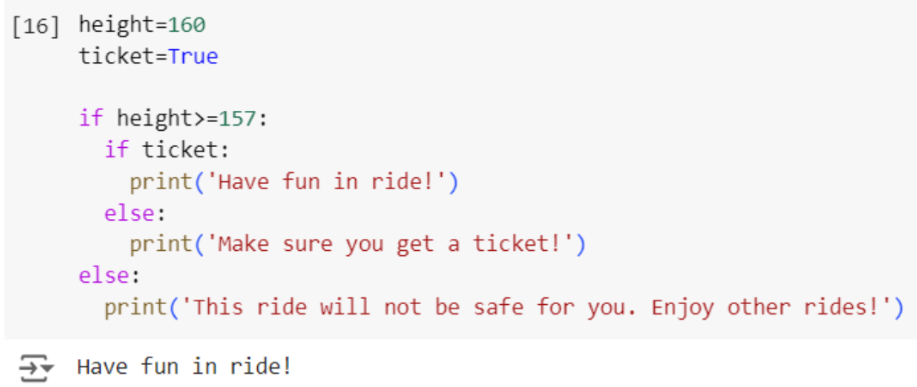 [16] height=160
ticket=True
if height>=157:
if ticket:
print('Have fun in ride!')
else:
print('Make sure you get a ticket!')
else:
print('This ride will not be safe for you. Enjoy other rides!')
Have fun in ride!